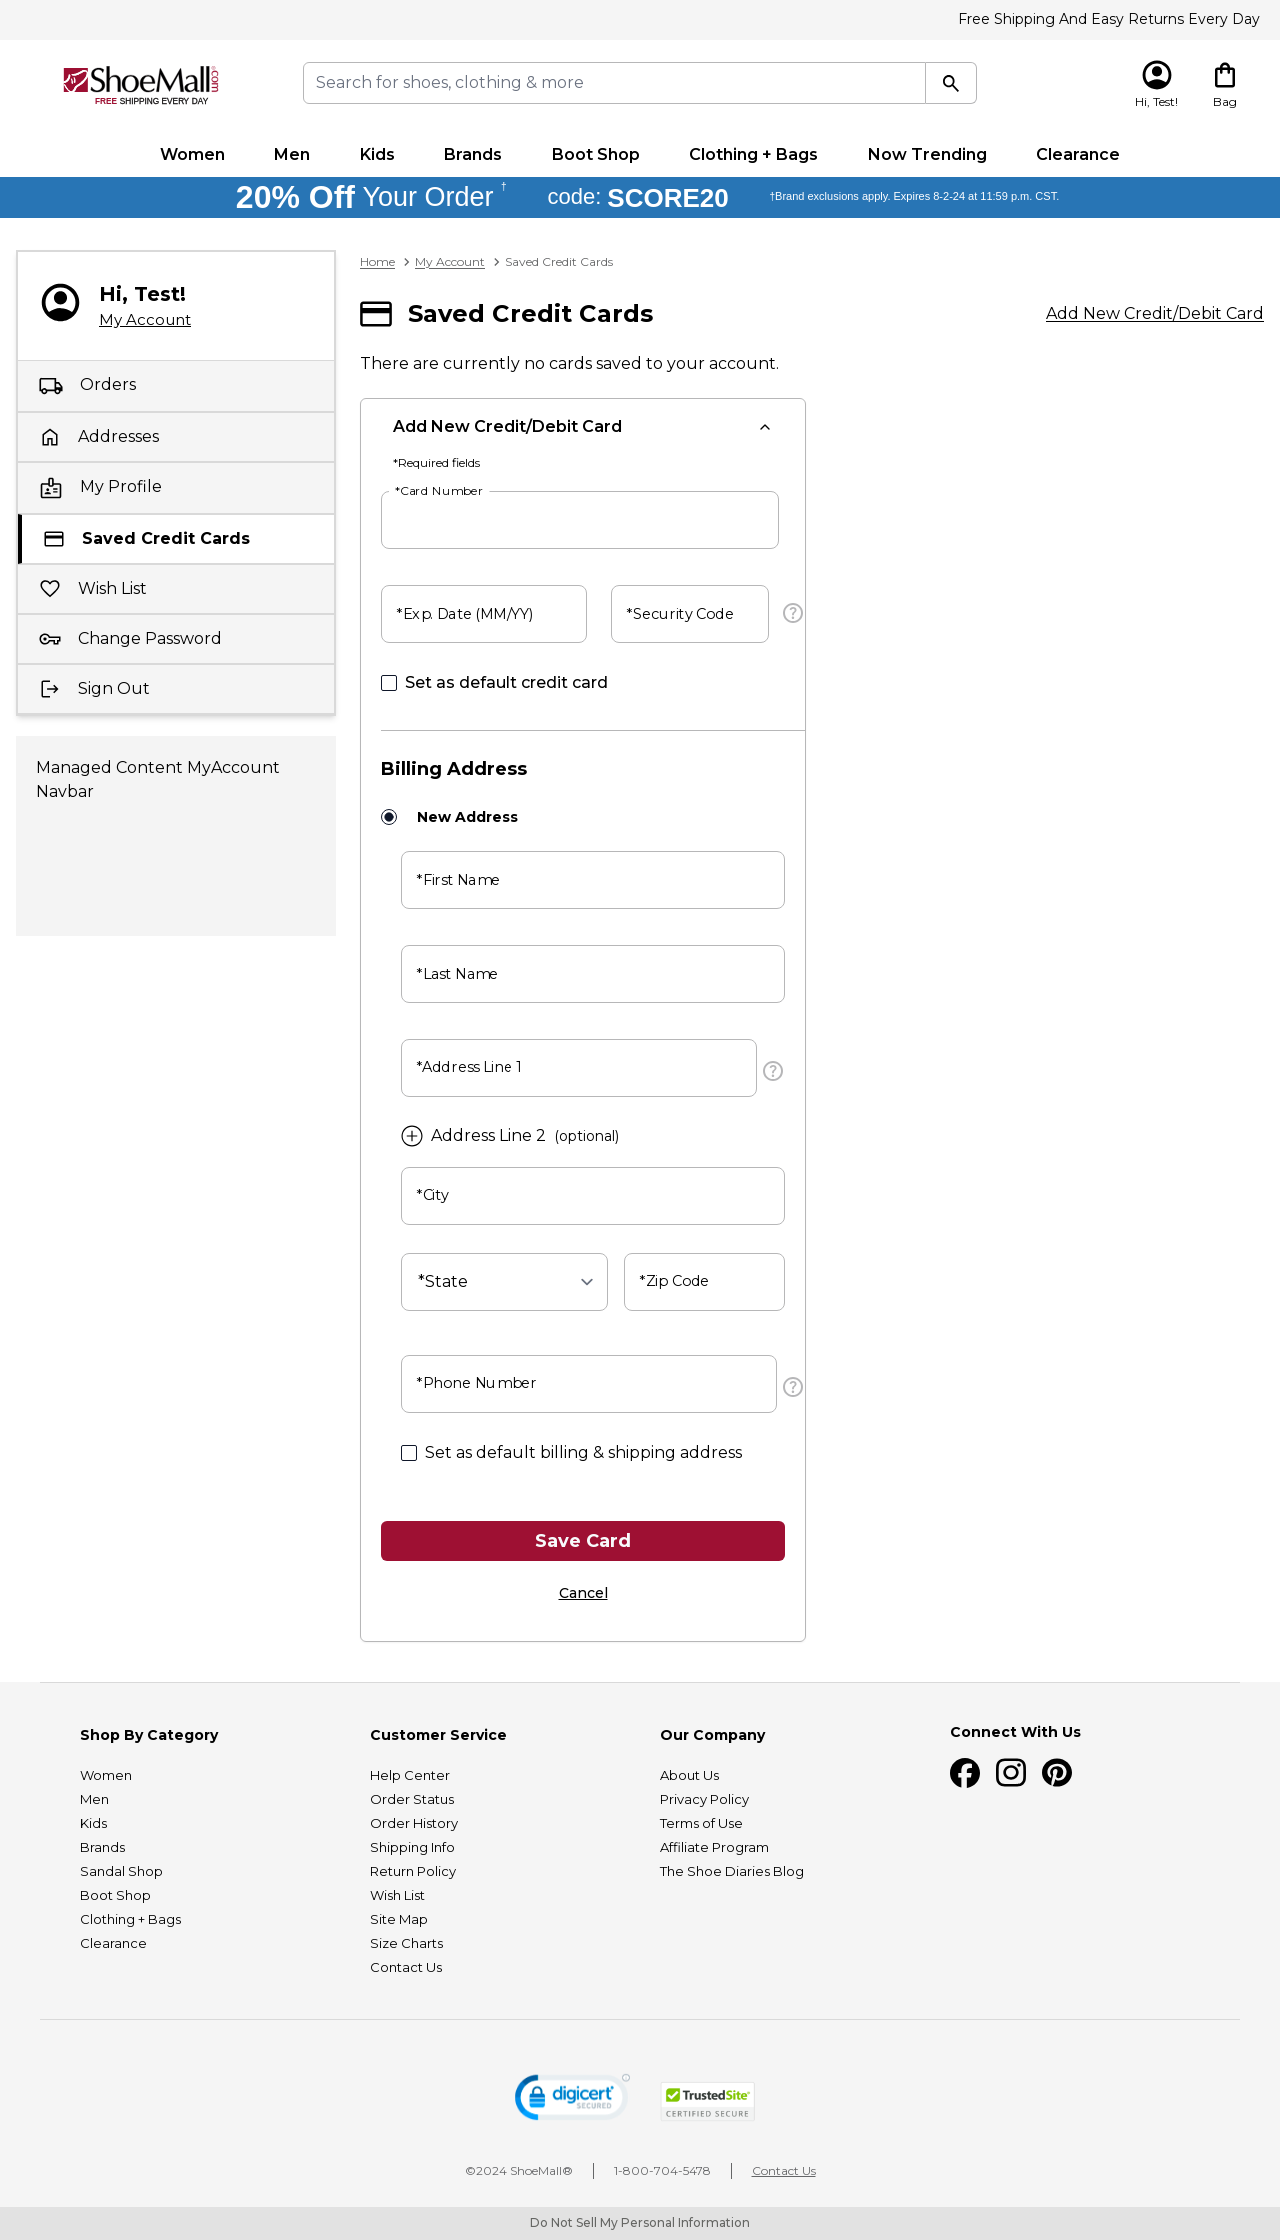 Free Shipping And Easy Returns Every Day
ShoeMall.com
FREE SHIPPING EVERY DAY
Search for shoes, clothing & more
Hi, Test!
Bag
Women Men Kids Brands Boot Shop Clothing + Bags Now Trending Clearance
20% Off Your Order † code: SCORE20 †Brand exclusions apply. Expires 8-2-24 at 11:59 p.m. CST.
Hi, Test!
My Account
Orders
Addresses
My Profile
Saved Credit Cards
Wish List
Change Password
Sign Out
Managed Content MyAccount
Navbar
Home > My Account > Saved Credit Cards
Saved Credit Cards
Add New Credit/Debit Card
There are currently no cards saved to your account.
Add New Credit/Debit Card
*Required fields
*Card Number
*Exp. Date (MM/YY)
*Security Code
Set as default credit card
Billing Address
New Address
*First Name
*Last Name
*Address Line 1
Address Line 2 (optional)
*City
*State
*Zip Code
*Phone Number
Set as default billing & shipping address
Save Card
Cancel
Shop By Category
Women
Men
Kids
Brands
Sandal Shop
Boot Shop
Clothing + Bags
Clearance
Customer Service
Help Center
Order Status
Order History
Shipping Info
Return Policy
Wish List
Site Map
Size Charts
Contact Us
Our Company
About Us
Privacy Policy
Terms of Use
Affiliate Program
The Shoe Diaries Blog
Connect With Us
digicert
SECURED
TrustedSite
CERTIFIED SECURE
©2024 ShoeMall®
1-800-704-5478
Contact Us
Do Not Sell My Personal Information